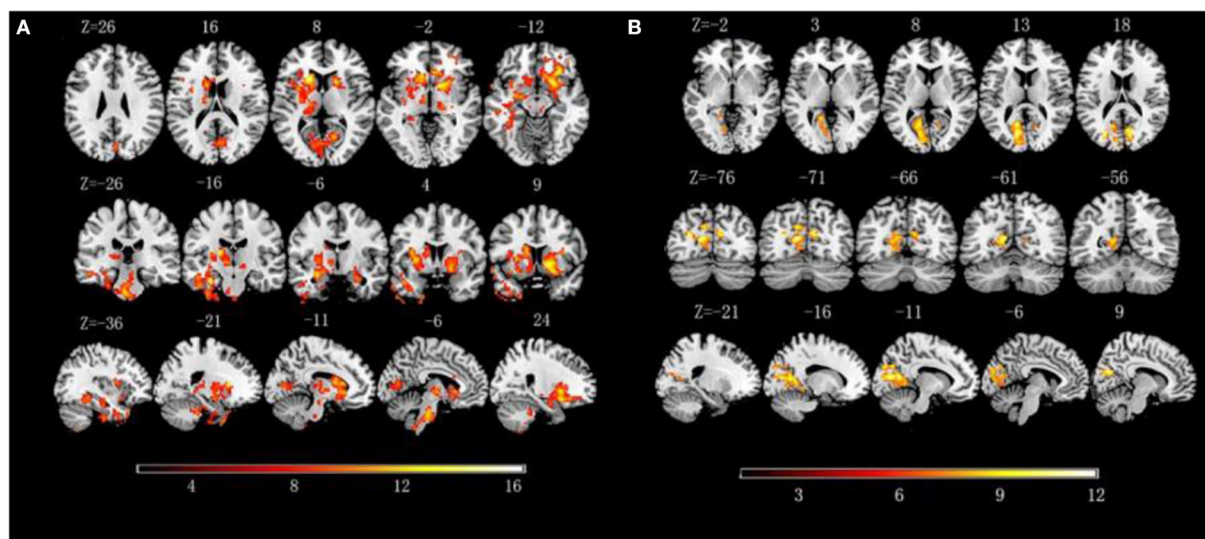 A
Z=26 16 8 -2 -12
Z=-26 -16 -6 4 9
Z=-36 -21 -11 -6 24
4 8 12 16
B
Z=-2 3 8 13 18
Z=-76 -71 -66 -61 -56
Z=-21 -16 -11 -6 9
3 6 9 12